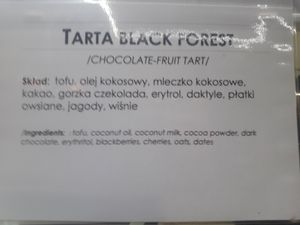 TARTA BLACK FOREST
/CHOCOLATE-FRUIT TART/
Skład: tofu, olej kokosowy, mleczko kokosowe,
kakao, gorzka czekolada, erytrol, daktyle, płatki
owsiane, jagody, wiśnie
/Ingredients: :tofu, coconut oil, coconut milk, cocoa powder, dark
chocolate, erythritol, blackberries, cherries, oats, dates